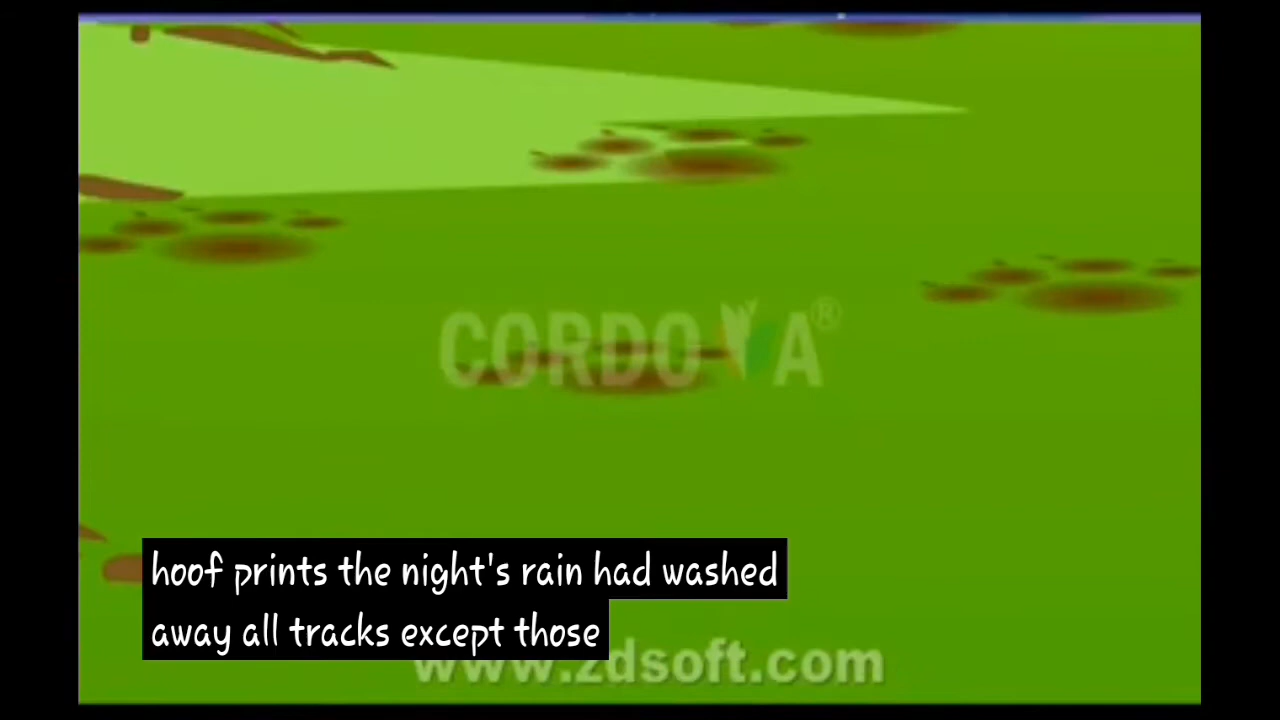 CORDOVA®
hoof prints the night's rain had washed
away all tracks except those
www.zdsoft.com